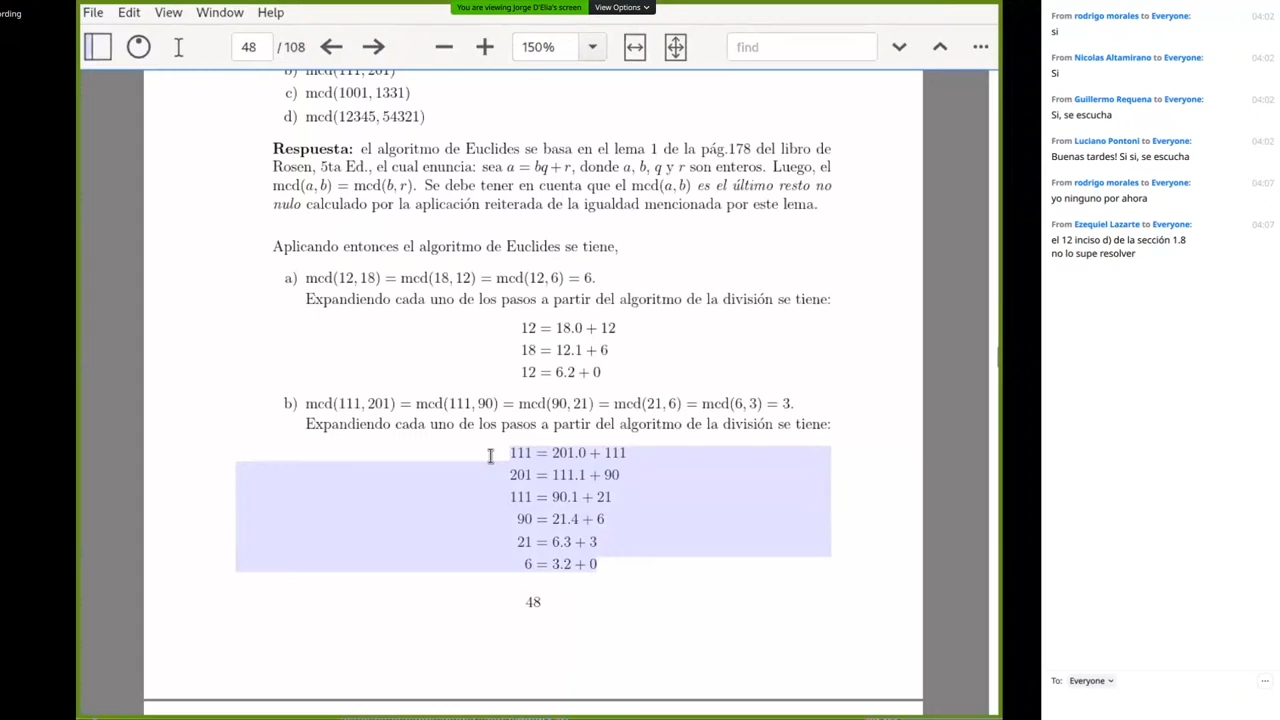 ording
You are viewing Jorge D'Elia's screen
View Options
File Edit View Window Help
48 / 108
150%
find
b) mcd(111, 201)
c) mcd(1001, 1331)
d) mcd(12345, 54321)
Respuesta: el algoritmo de Euclides se basa en el lema 1 de la pág.178 del libro de
Rosen, 5ta Ed., el cual enuncia: sea a = bq + r, donde a, b, q y r son enteros. Luego, el
mcd(a, b) = mcd(b, r). Se debe tener en cuenta que el mcd(a, b) es el último resto no
nulo calculado por la aplicación reiterada de la igualdad mencionada por este lema.
Aplicando entonces el algoritmo de Euclides se tiene,
a) mcd(12, 18) = mcd(18, 12) = mcd(12, 6) = 6.
Expandiendo cada uno de los pasos a partir del algoritmo de la división se tiene:
12 = 18.0 + 12
18 = 12.1 + 6
12 = 6.2 + 0
b) mcd(111, 201) = mcd(111, 90) = mcd(90, 21) = mcd(21, 6) = mcd(6, 3) = 3.
Expandiendo cada uno de los pasos a partir del algoritmo de la división se tiene:
111 = 201.0 + 111
201 = 111.1 + 90
111 = 90.1 + 21
90 = 21.4 + 6
21 = 6.3 + 3
6 = 3.2 + 0
48
From rodrigo morales to Everyone: 04:02
si
From Nicolas Altamirano to Everyone: 04:02
Si
From Guillermo Requena to Everyone: 04:02
Si, se escucha
From Luciano Pontoni to Everyone: 04:02
Buenas tardes! Si si, se escucha
From rodrigo morales to Everyone: 04:07
yo ninguno por ahora
From Ezequiel Lazarte to Everyone: 04:07
el 12 inciso d) de la sección 1.8
no lo supe resolver
To: Everyone